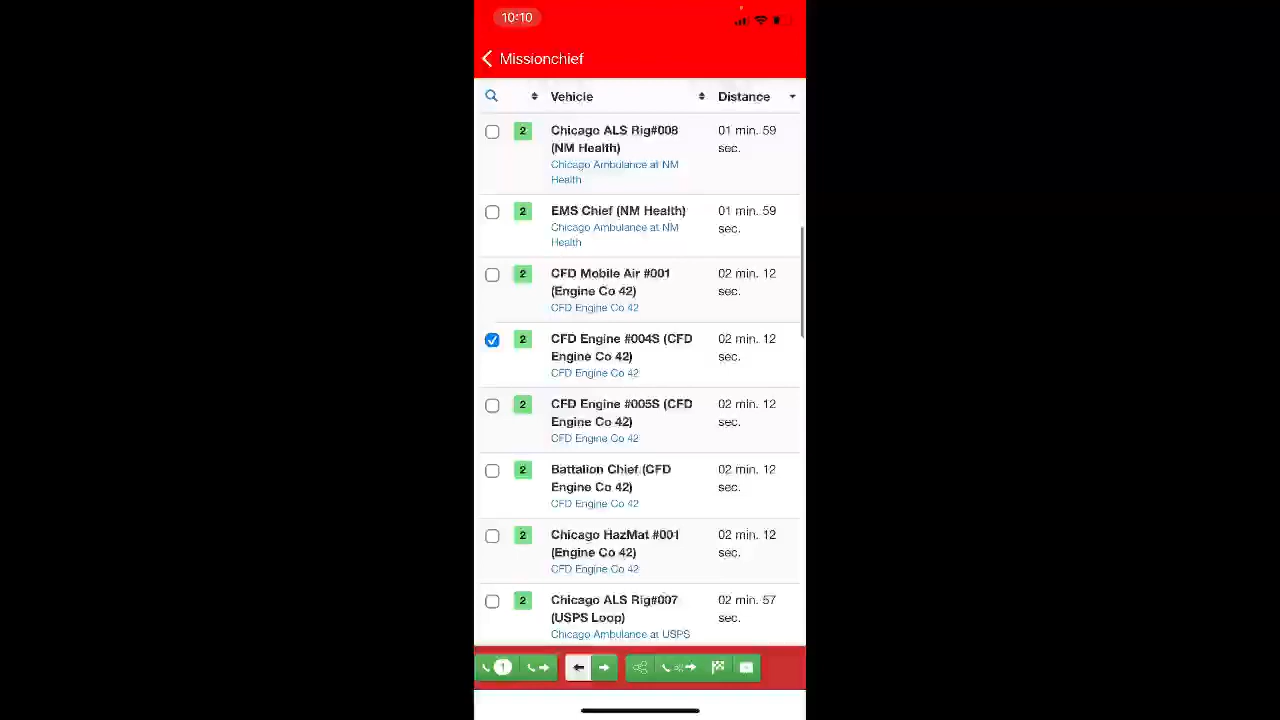 10:10
Missionchief
Vehicle Distance
2 Chicago ALS Rig#008 01 min. 59
(NM Health) sec.
Chicago Ambulance at NM
Health
2 EMS Chief (NM Health) 01 min. 59
Chicago Ambulance at NM sec.
Health
2 CFD Mobile Air #001 02 min. 12
(Engine Co 42) sec.
CFD Engine Co 42
2 CFD Engine #004S (CFD 02 min. 12
Engine Co 42) sec.
CFD Engine Co 42
2 CFD Engine #005S (CFD 02 min. 12
Engine Co 42) sec.
CFD Engine Co 42
2 Battalion Chief (CFD 02 min. 12
Engine Co 42) sec.
CFD Engine Co 42
2 Chicago HazMat #001 02 min. 12
(Engine Co 42) sec.
CFD Engine Co 42
2 Chicago ALS Rig#007 02 min. 57
(USPS Loop) sec.
Chicago Ambulance at USPS
1